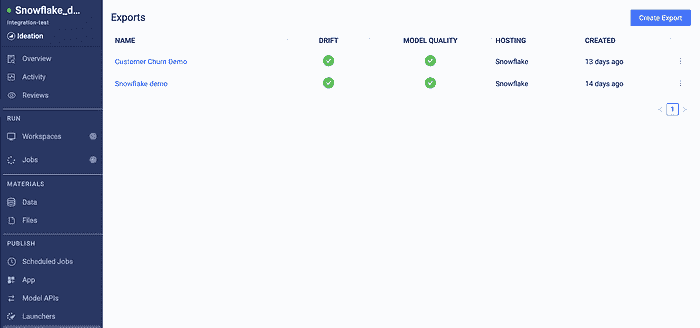 Snowflake_d...
integration-test
Ideation
Overview
Activity
Reviews
RUN
Workspaces
Jobs
MATERIALS
Data
Files
PUBLISH
Scheduled Jobs
App
Model APIs
Launchers
Exports
Create Export
NAME DRIFT MODEL QUALITY HOSTING CREATED
Customer Churn Demo Snowflake 13 days ago
Snowflake demo Snowflake 14 days ago
1